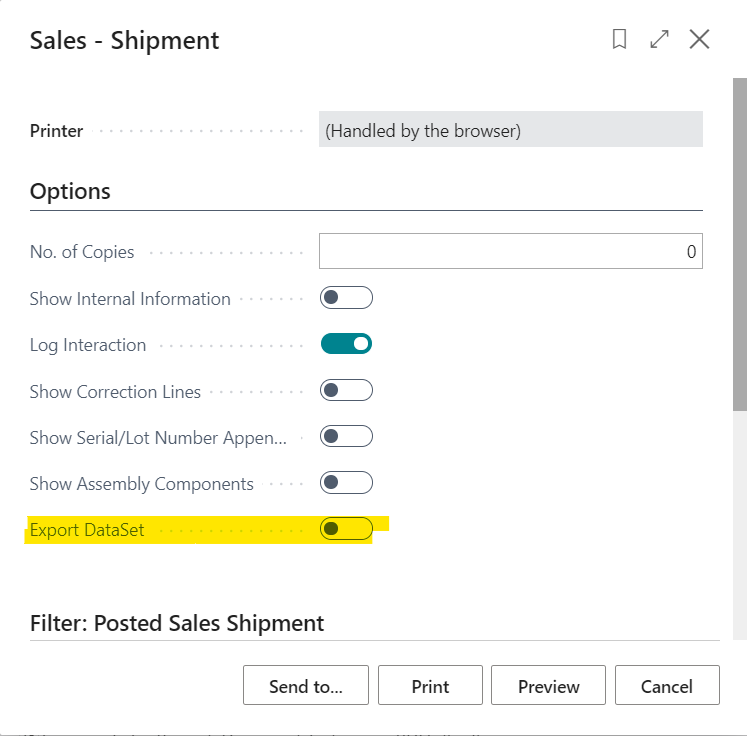 Sales - Shipment
Printer
(Handled by the browser)
Options
No. of Copies
0
Show Internal Information
Log Interaction
Show Correction Lines
Show Serial/Lot Number Appen...
Show Assembly Components
Export DataSet
Filter: Posted Sales Shipment
Send to...
Print
Preview
Cancel